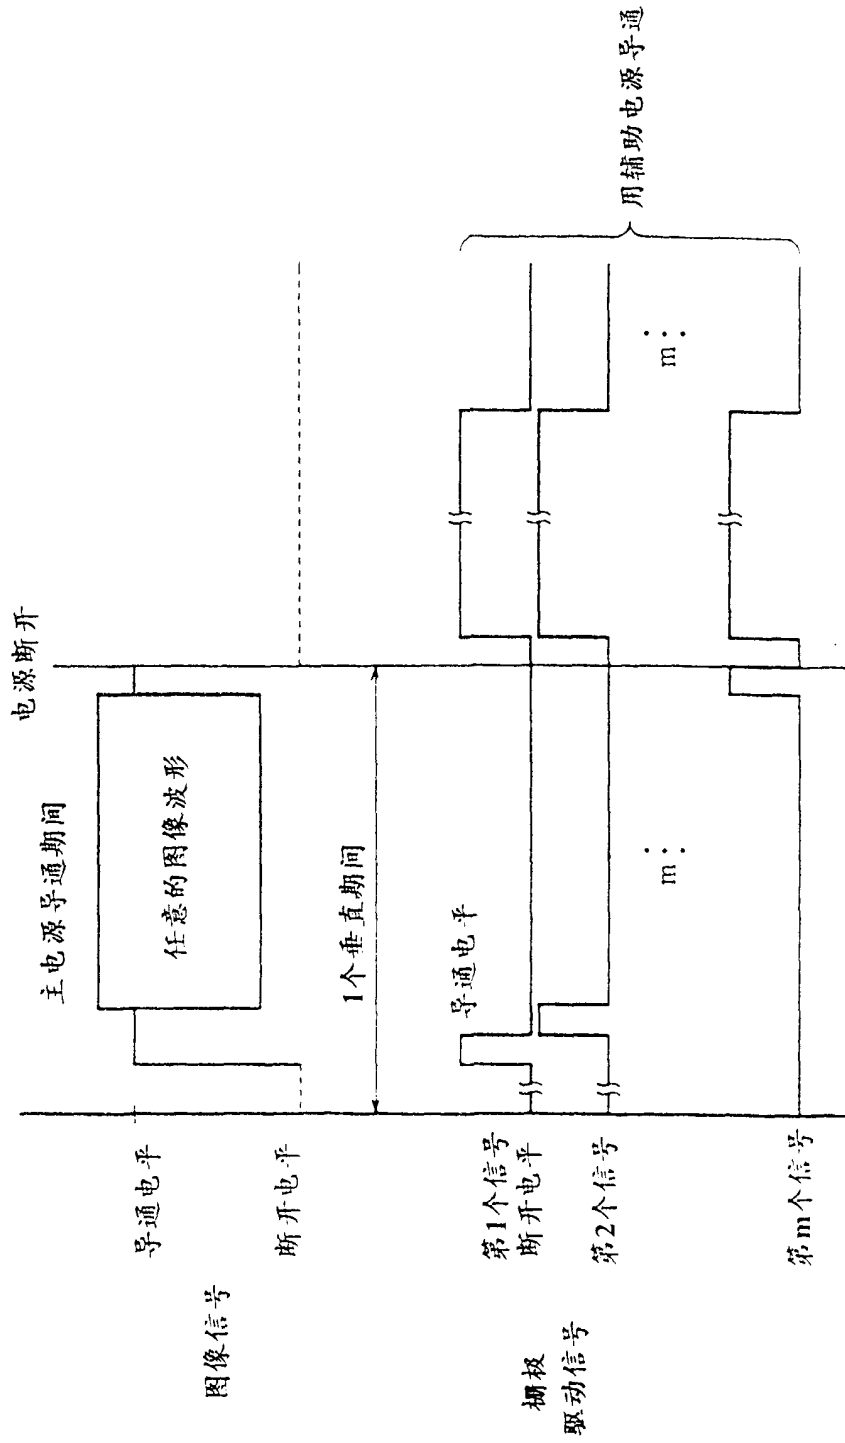 电源断开
主电源导通期间
任意的图像波形
导通电平
断开电平
图像信号
1个垂直期间
导通电平
第1个信号
断开电平
第2个信号
m
m
第m个信号
栅极
驱动信号
用辅助电源导通